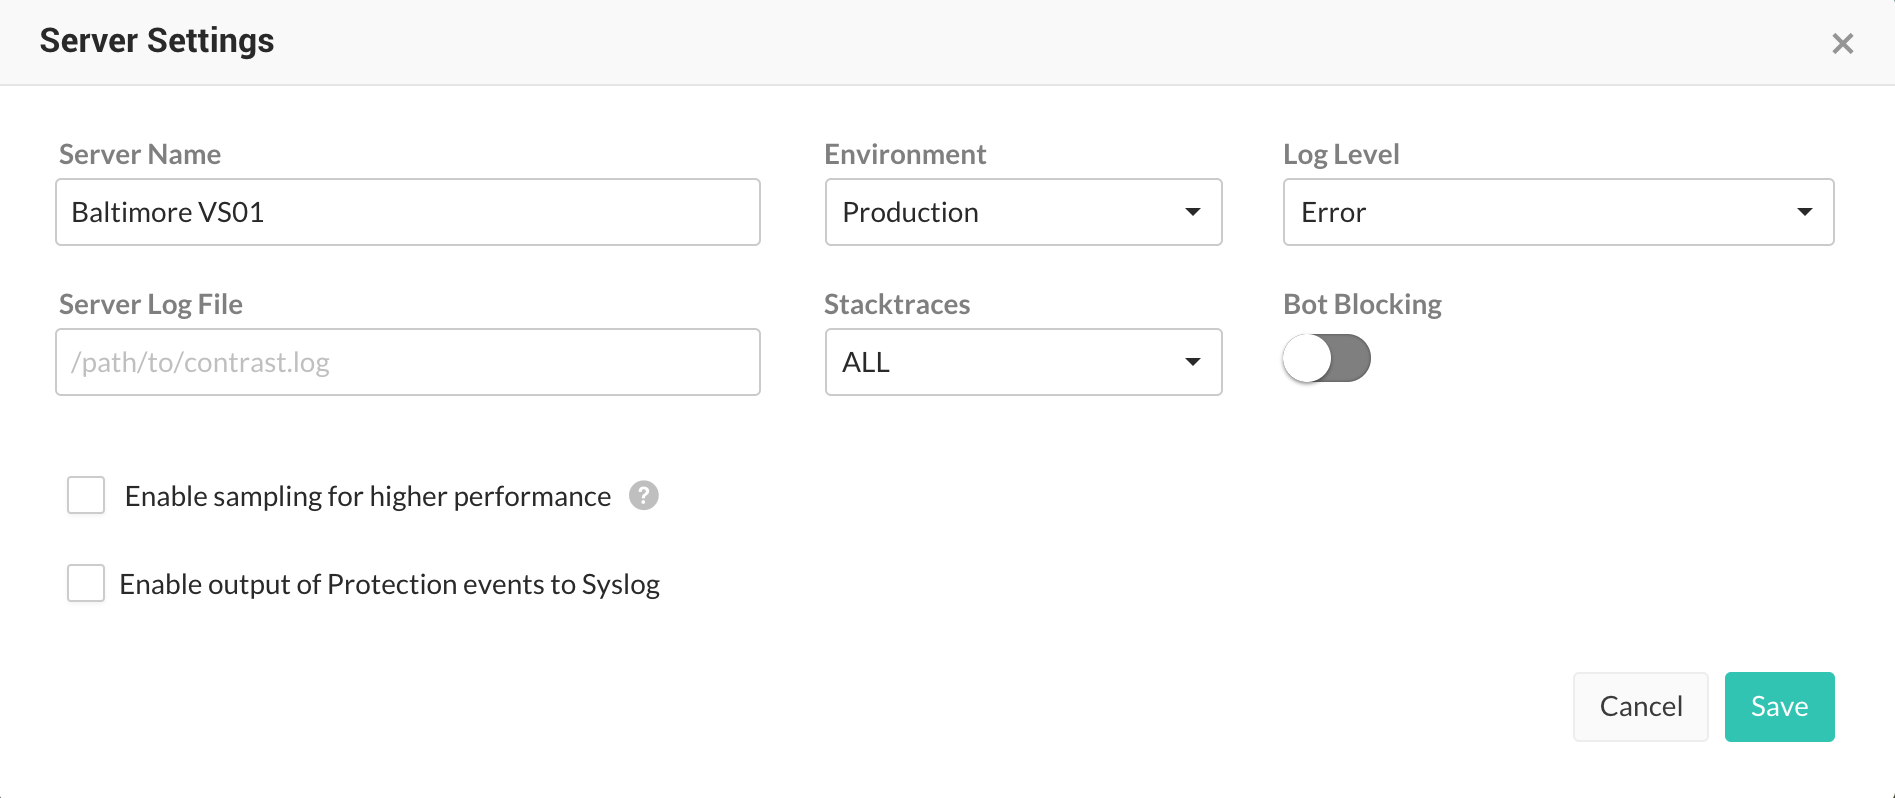 Server Settings
Server Name
Environment
Log Level
Baltimore VS01
Production
Error
Server Log File
Stacktraces
Bot Blocking
/path/to/contrast.log
ALL
Enable sampling for higher performance ?
Enable output of Protection events to Syslog
Cancel
Save